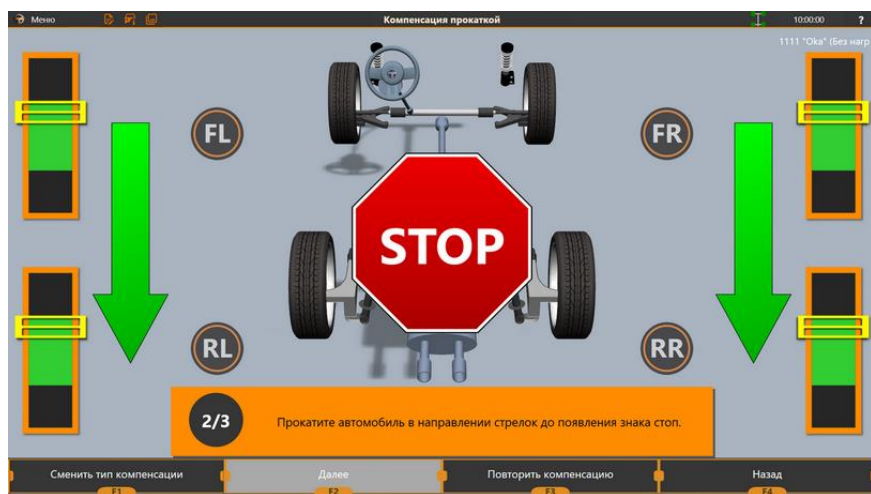 Меню
Компенсация прокаткой
10:00:00
?
1111 "Oka" (Без нагр
FL
FR
STOP
RL
RR
2/3
Прокатите автомобиль в направлении стрелок до появления знака стоп.
Сменить тип компенсации
Далее
Повторить компенсацию
Назад
F1
F2
F3
F4